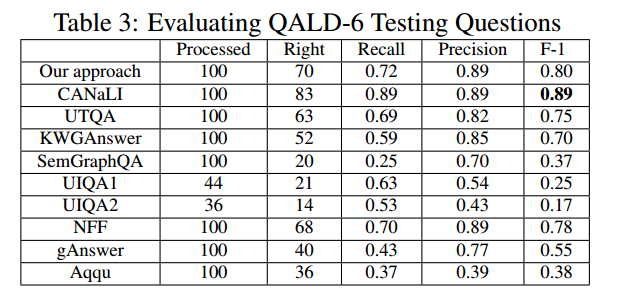 Table 3: Evaluating QALD-6 Testing Questions
Processed Right Recall Precision F-1
Our approach 100 70 0.72 0.89 0.80
CANaLI 100 83 0.89 0.89 0.89
UTQA 100 63 0.69 0.82 0.75
KWGAnswer 100 52 0.59 0.85 0.70
SemGraphQA 100 20 0.25 0.70 0.37
UIQA1 44 21 0.63 0.54 0.25
UIQA2 36 14 0.53 0.43 0.17
NFF 100 68 0.70 0.89 0.78
gAnswer 100 40 0.43 0.77 0.55
Aqqu 100 36 0.37 0.39 0.38